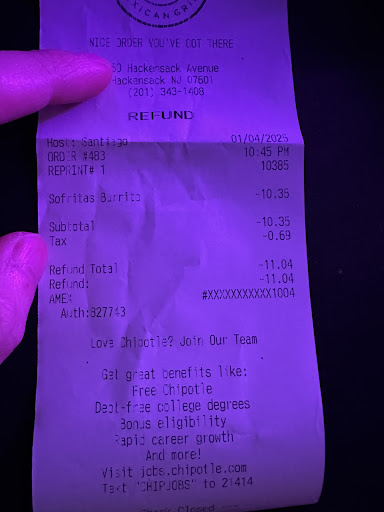 MEXICAN GRILL
NICE ORDER YOU'VE GOT THERE
Hackensack Avenue
Hackensack NJ 07601
(201) 343-1408
REFUND
Host: Santiago 01/04/2025
ORDER #483 10:45 PM
REPRINT# 1 10385
Sofritas Burrito -10.35
Subtotal -10.35
Tax -0.69
Refund Total -11.04
Refund: -11.04
AMEX #XXXXXXXXXXX1004
Auth:827743
Love Chipotle? Join Our Team
Get great benefits like:
Free Chipotle
Debt-free college degrees
Bonus eligibility
Rapid career growth
And more!
Visit jobs.chipotle.com
Text "CHIPJOBS" to 21414
Check Closed